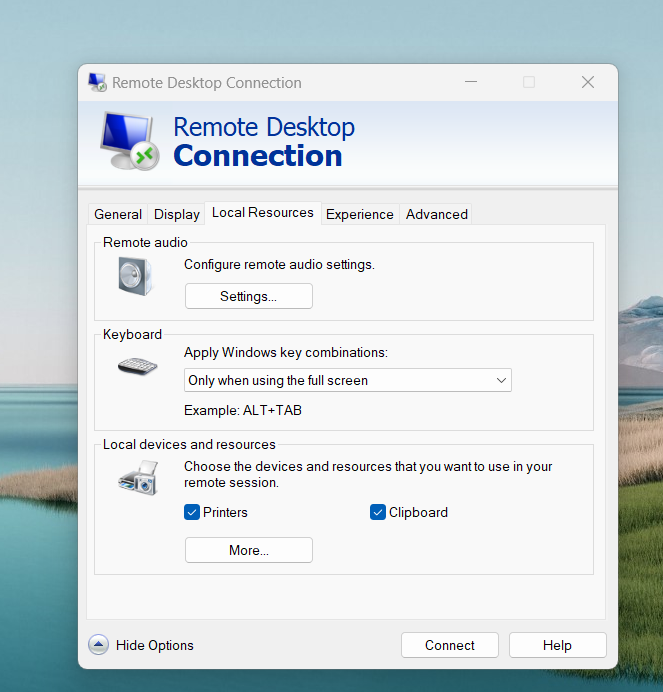 Remote Desktop Connection
Remote Desktop
Connection
General Display Local Resources Experience Advanced
Remote audio
Configure remote audio settings.
Settings...
Keyboard
Apply Windows key combinations:
Only when using the full screen
Example: ALT+TAB
Local devices and resources
Choose the devices and resources that you want to use in your
remote session.
Printers Clipboard
More...
Hide Options Connect Help